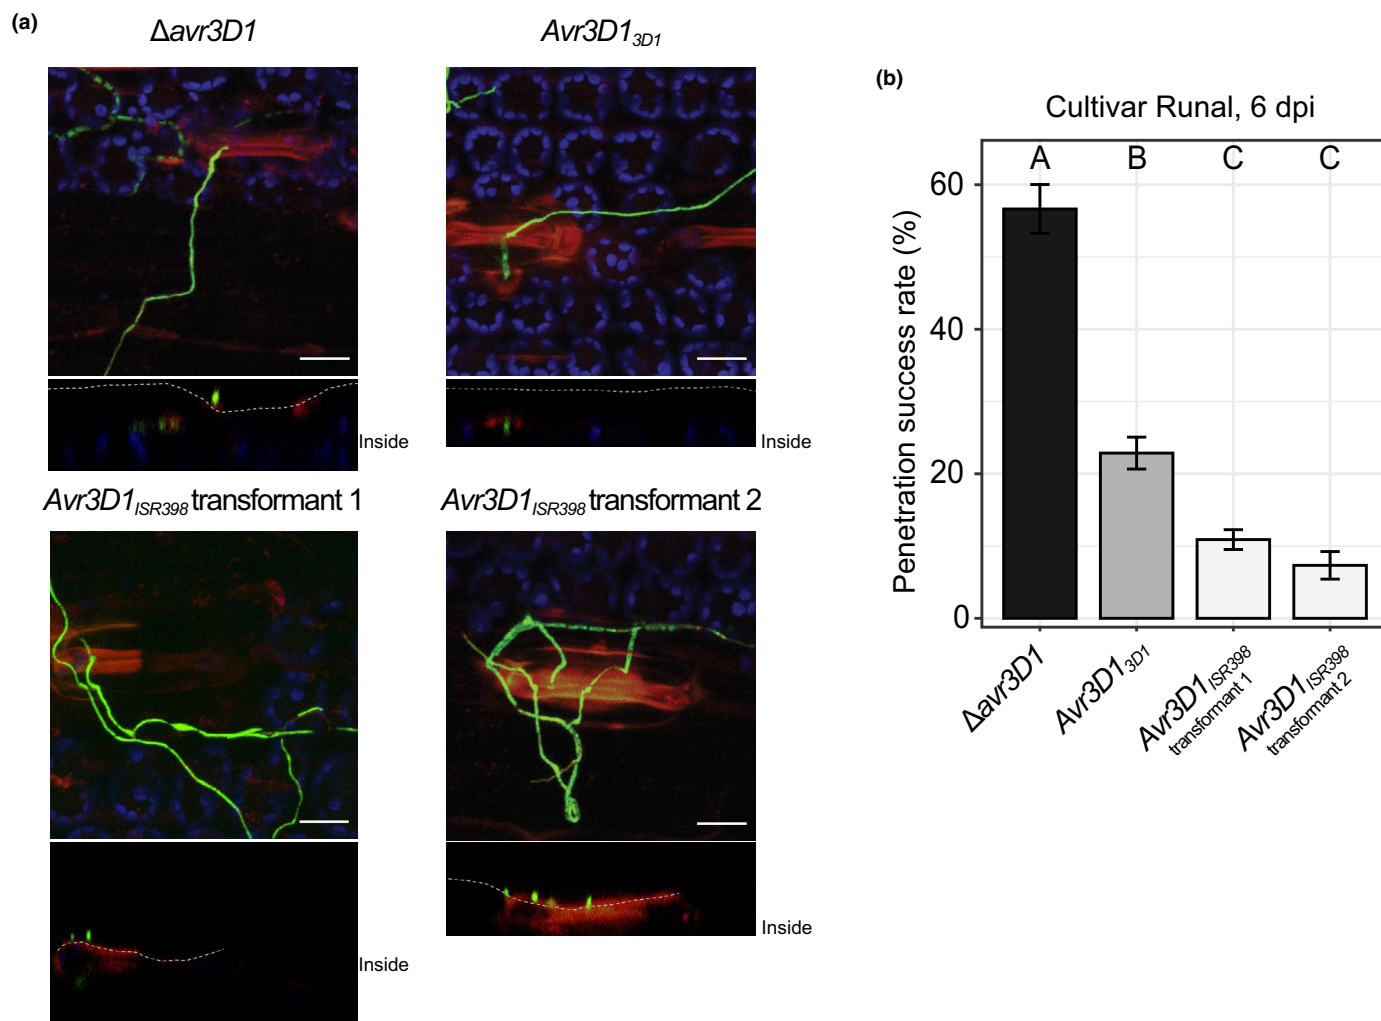 (a)
Δavr3D1
Avr3D13D1
Inside
Inside
Avr3D1ISR398 transformant 1
Avr3D1ISR398 transformant 2
Inside
Inside
(b)
Cultivar Runal, 6 dpi
A B C C
Penetration success rate (%)
60
40
20
0
Δavr3D1
Avr3D13D1
Avr3D1ISR398
transformant 1
Avr3D1ISR398
transformant 2